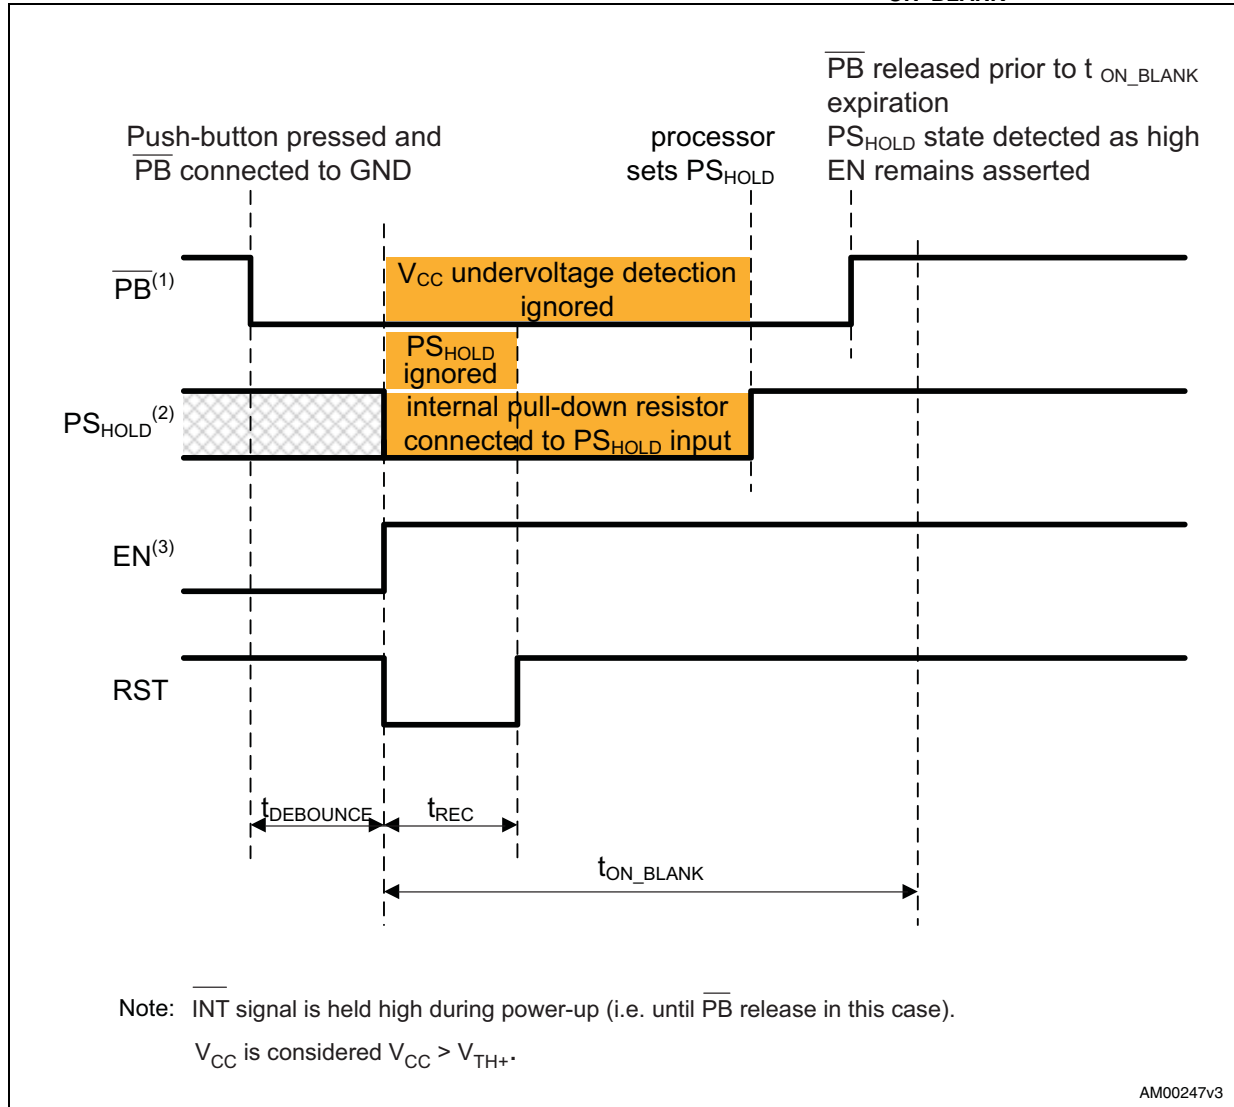 PB released prior to t ON_BLANK
expiration
Push-button pressed and
PB connected to GND
processor
sets PSHOLD
PSHOLD state detected as high
EN remains asserted
PB(1)
VCC undervoltage detection
ignored
PSHOLD
ignored
PSHOLD(2)
internal pull-down resistor
connected to PSHOLD input
EN(3)
RST
tDEBOUNCE
tREC
tON_BLANK
Note: INT signal is held high during power-up (i.e. until PB release in this case).
VCC is considered VCC > VTH+.
AM00247v3